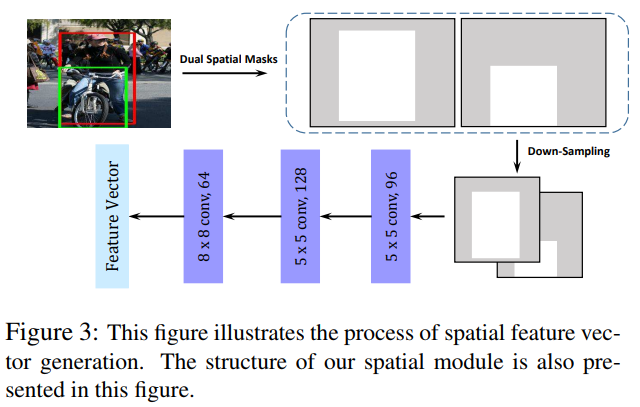 Dual Spatial Masks
Down-Sampling
Feature Vector
8 x 8 conv, 64
5 x 5 conv, 128
5 x 5 conv, 96
Figure 3: This figure illustrates the process of spatial feature vec-
tor generation. The structure of our spatial module is also pre-
sented in this figure.